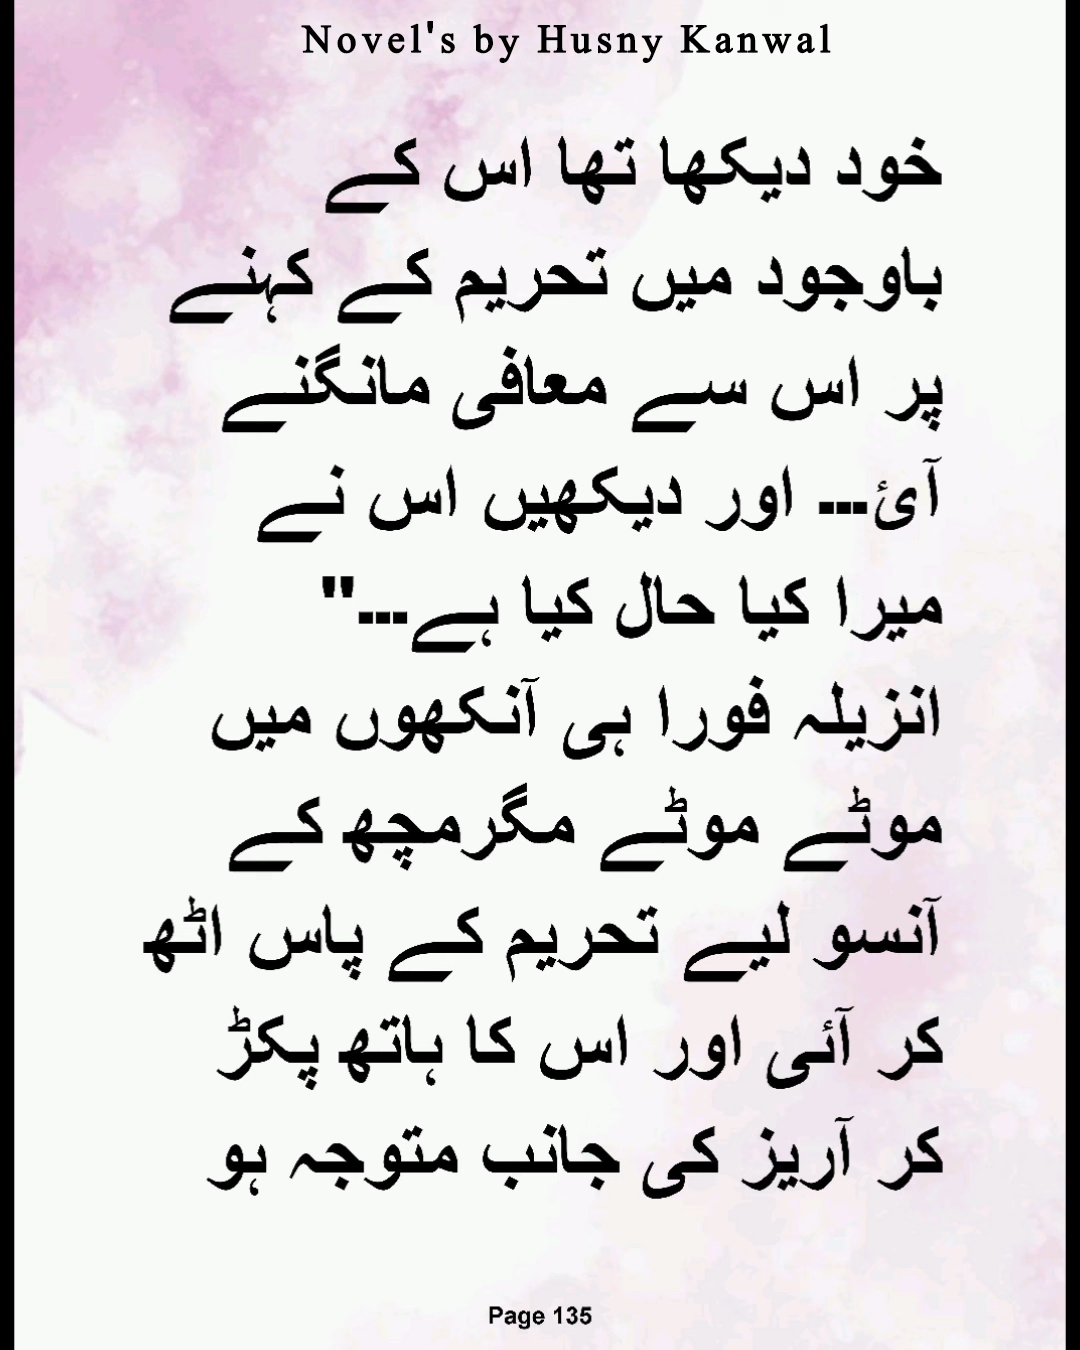 Novel's by Husny Kanwal
خود دیکھا تھا اس کے
باوجود میں تحریم کے کہنے
پر اس سے معافی مانگنے
آئ... اور دیکھیں اس نے
میرا کیا حال کیا ہے..."
انزیلہ فورا ہی آنکھوں میں
موٹے موٹے مگرمچھ کے
آنسو لیے تحریم کے پاس اٹھ
کر آئی اور اس کا ہاتھ پکڑ
کر آریز کی جانب متوجہ ہو
Page 135